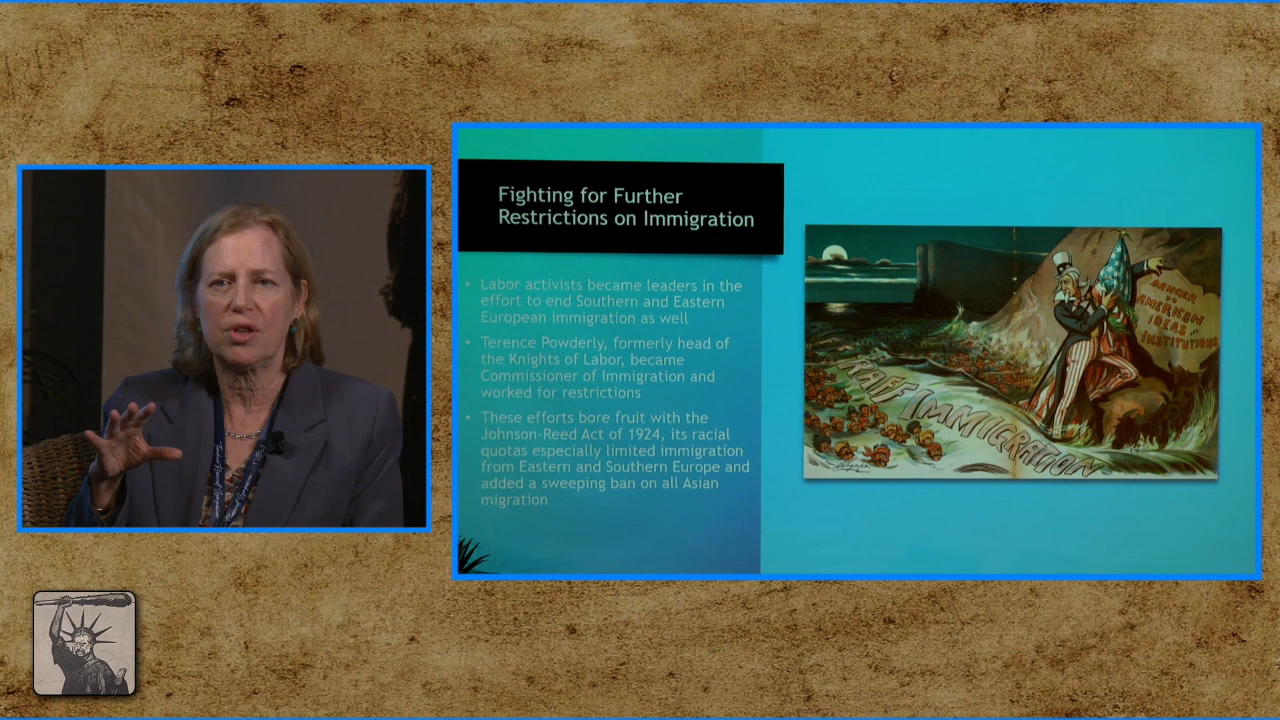 Fighting for Further
Restrictions on Immigration
• Labor activists became leaders in the
effort to end Southern and Eastern
European immigration as well
• Terence Powderly, formerly head of
the Knights of Labor, became
Commissioner of Immigration and
worked for restrictions
• These efforts bore fruit with the
Johnson-Reed Act of 1924, its racial
quotas especially limited immigration
from Eastern and Southern Europe and
added a sweeping ban on all Asian
migration
DANGER
TO
AMERICAN
IDEAS
INSTITUTIONS
IMMIGRATION